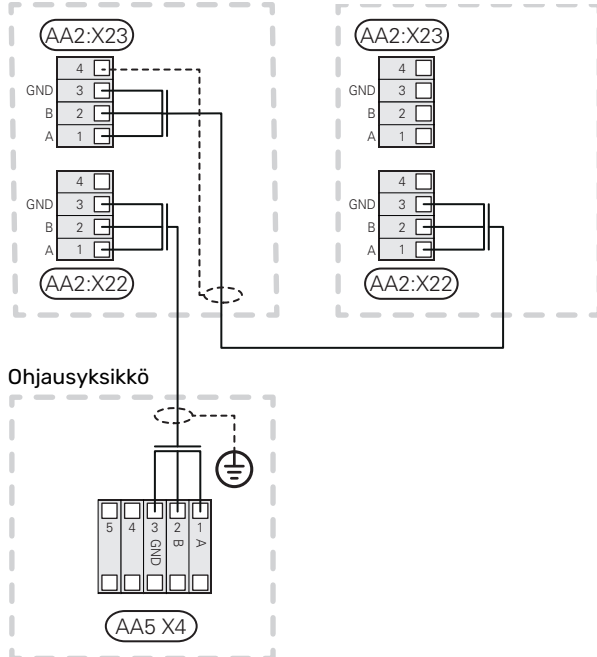 AA2:X23
4
GND 3
B 2
A 1
4
GND 3
B 2
A 1
AA2:X22
AA2:X23
4
GND 3
B 2
A 1
4
GND 3
B 2
A 1
AA2:X22
Ohjausyksikkö
5 4 3 2 1
GND B A
AA5 X4